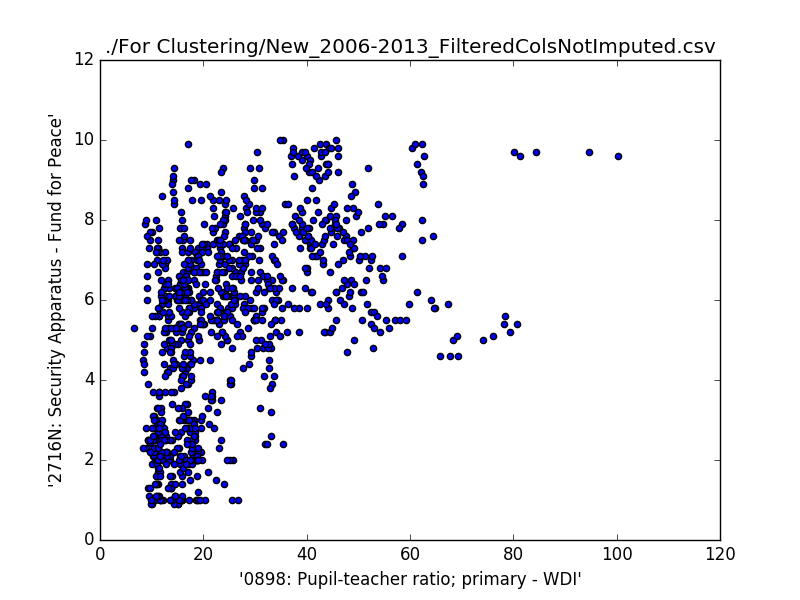 ./For Clustering/New_2006-2013_FilteredColsNotImputed.csv
12
10
8
6
4
2
0
'2716N: Security Apparatus - Fund for Peace'
0 20 40 60 80 100 120
'0898: Pupil-teacher ratio; primary - WDI'